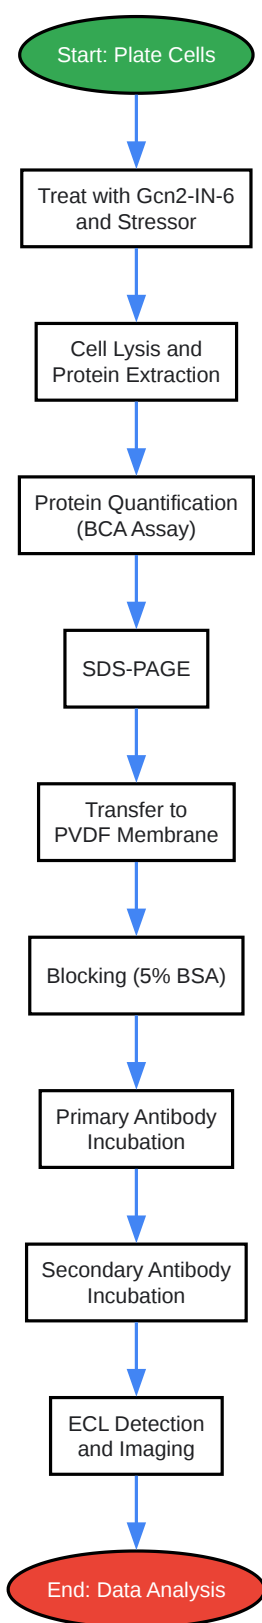 Start: Plate Cells
Treat with Gcn2-IN-6
and Stressor
Cell Lysis and
Protein Extraction
Protein Quantification
(BCA Assay)
SDS-PAGE
Transfer to
PVDF Membrane
Blocking (5% BSA)
Primary Antibody
Incubation
Secondary Antibody
Incubation
ECL Detection
and Imaging
End: Data Analysis